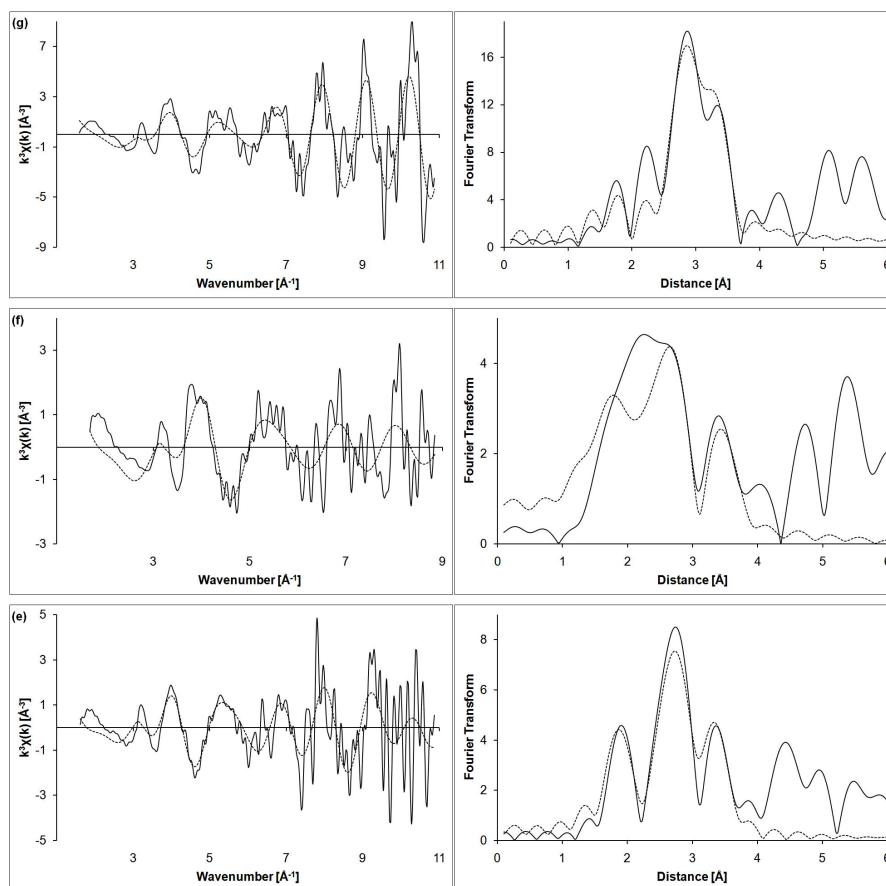 (g)
7
3
-1
-5
-9
3 5 7 9 11
Wavenumber [Å-1]
k³χ(k) [Å-3]
16
12
8
4
0
0 1 2 3 4 5 6
Distance [Å]
Fourier Transform
(f)
3
1
-1
-3
3 5 7 9
Wavenumber [Å-1]
k³χ(k) [Å-3]
4
2
0
0 1 2 3 4 5 6
Distance [Å]
Fourier Transform
(e)
5
3
1
-1
-3
-5
3 5 7 9 11
Wavenumber [Å-1]
k³χ(k) [Å-3]
8
6
4
2
0
0 1 2 3 4 5 6
Distance [Å]
Fourier Transform